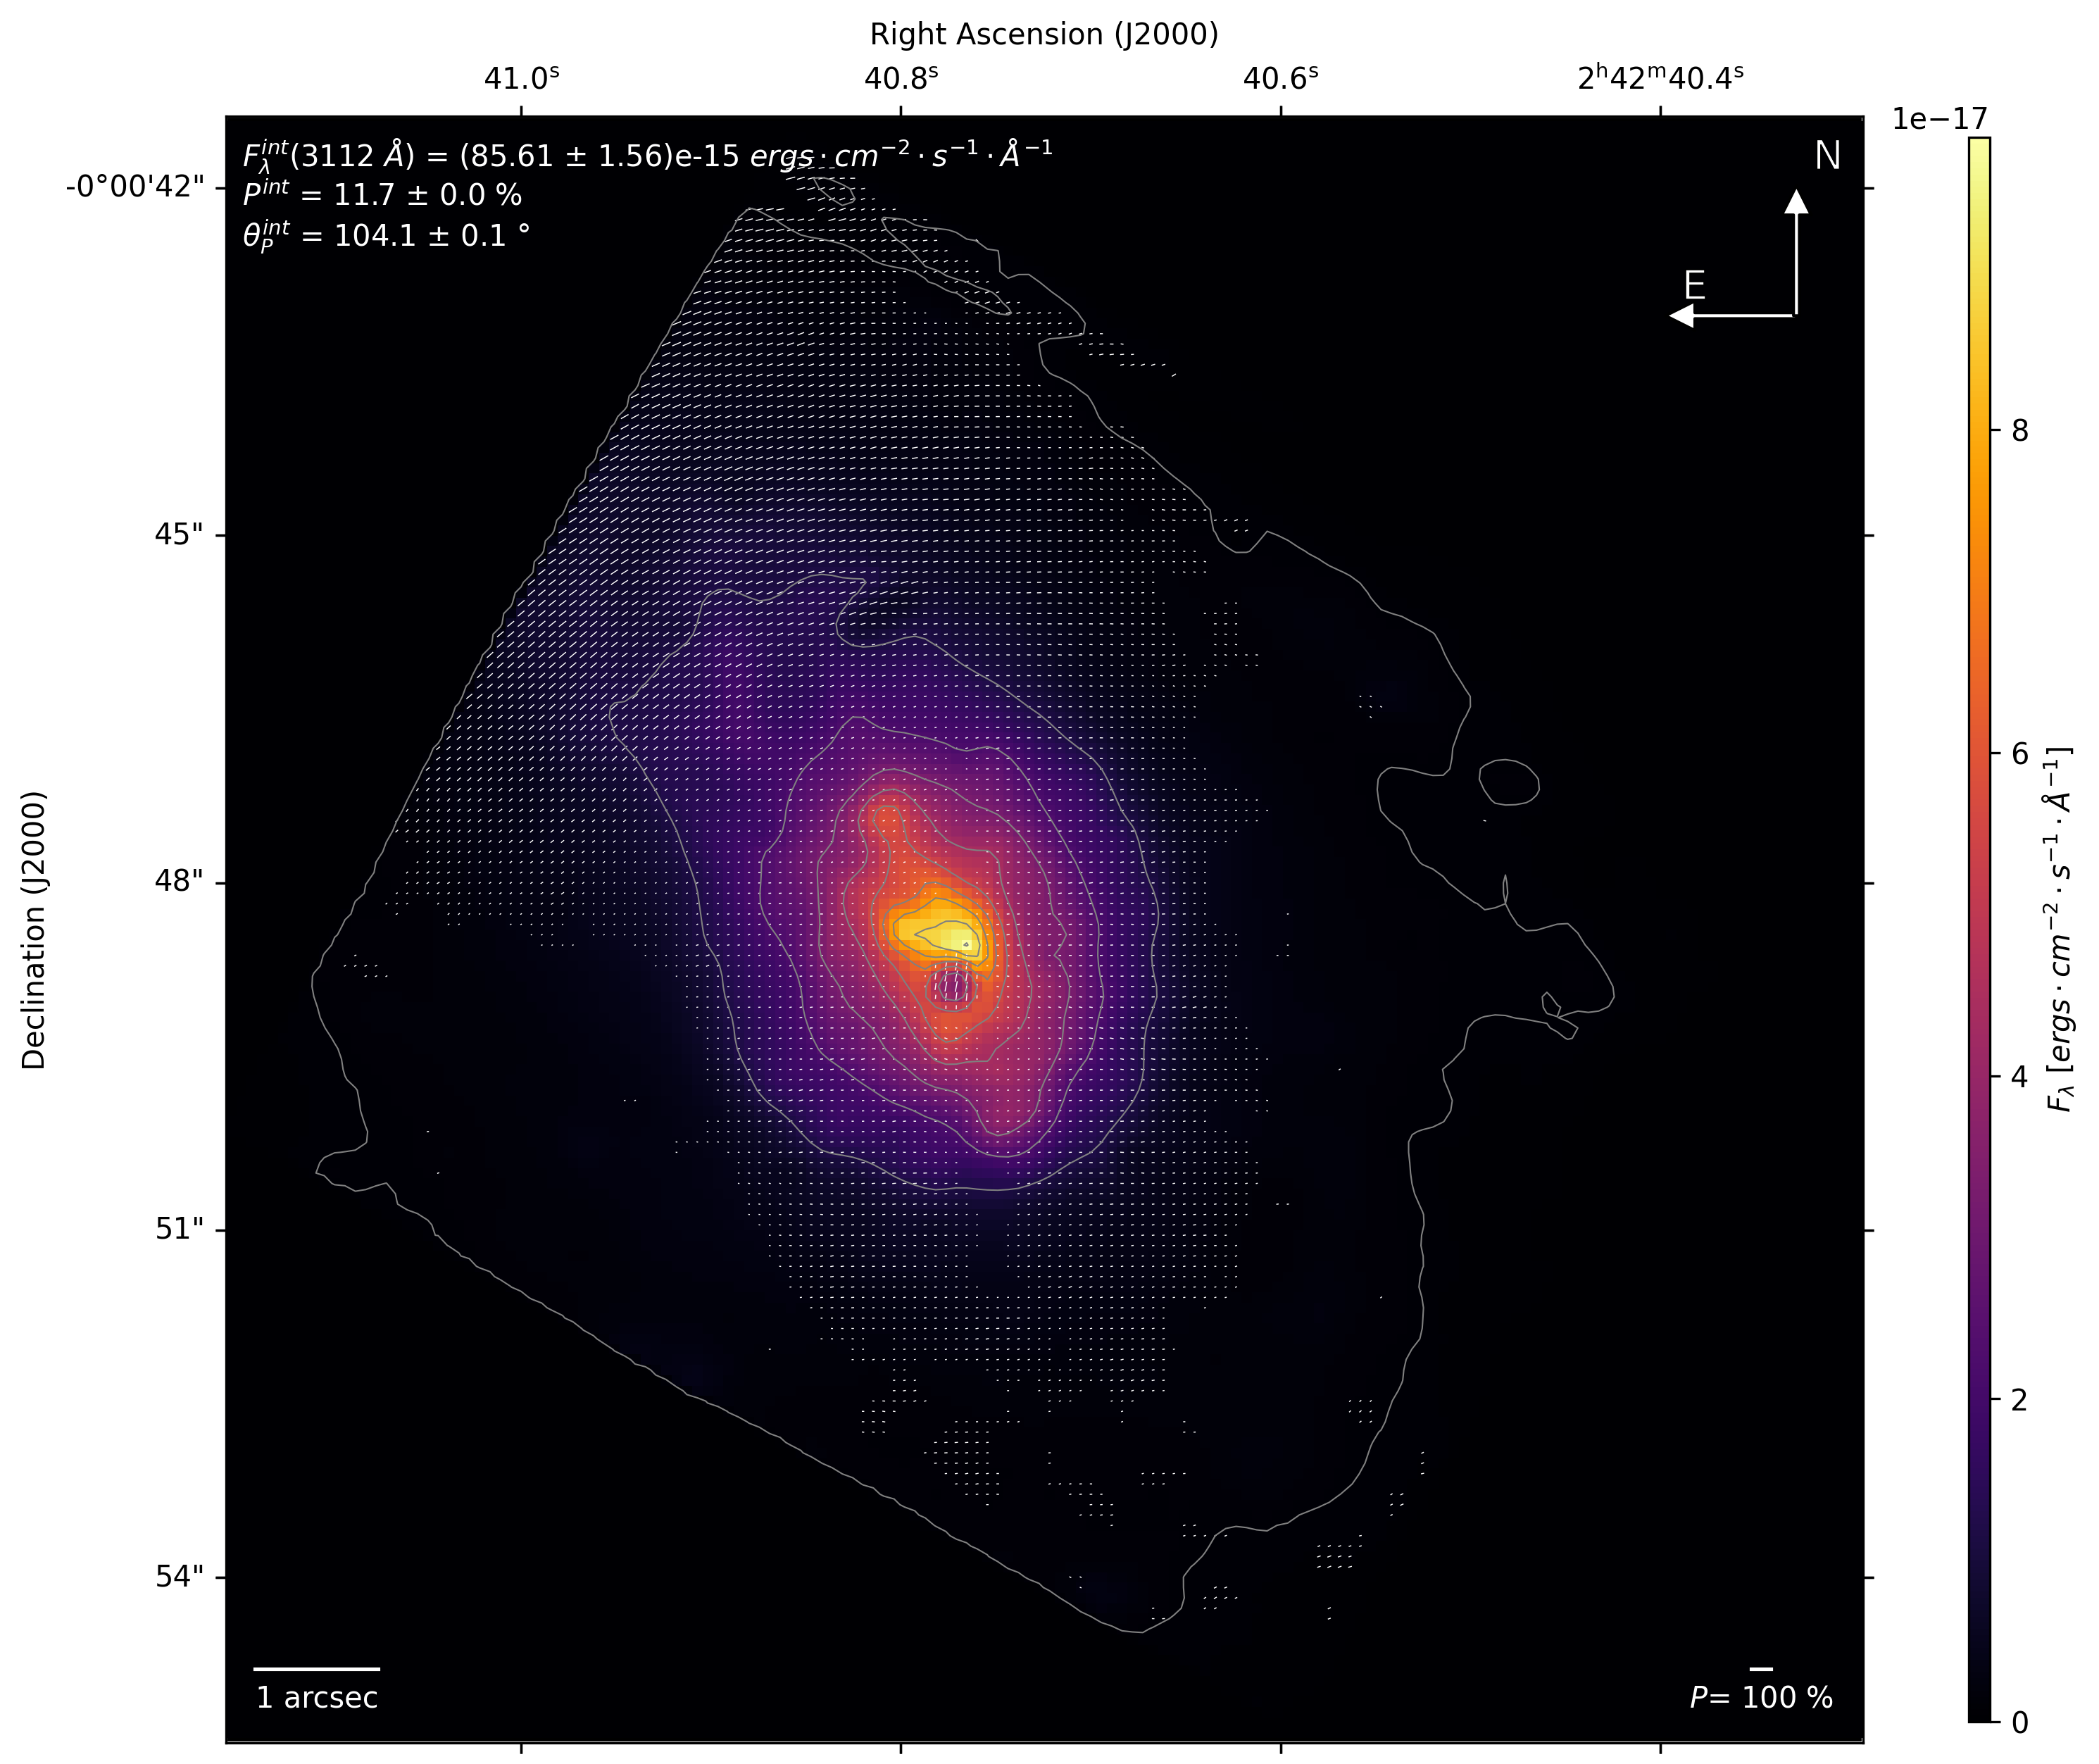 Right Ascension (J2000)
41.0ˢ 40.8ˢ 40.6ˢ 2ʰ42ᵐ40.4ˢ
1e−17
F_λ^int(3112 Å) = (85.61 ± 1.56)e-15 ergs · cm⁻² · s⁻¹ · Å⁻¹
P^int = 11.7 ± 0.0 %
θ_P^int = 104.1 ± 0.1 °
N
E
-0°00'42"
45"
48"
51"
54"
Declination (J2000)
8
6
4
2
0
F_λ [ergs · cm⁻² · s⁻¹ · Å⁻¹]
1 arcsec
P= 100 %